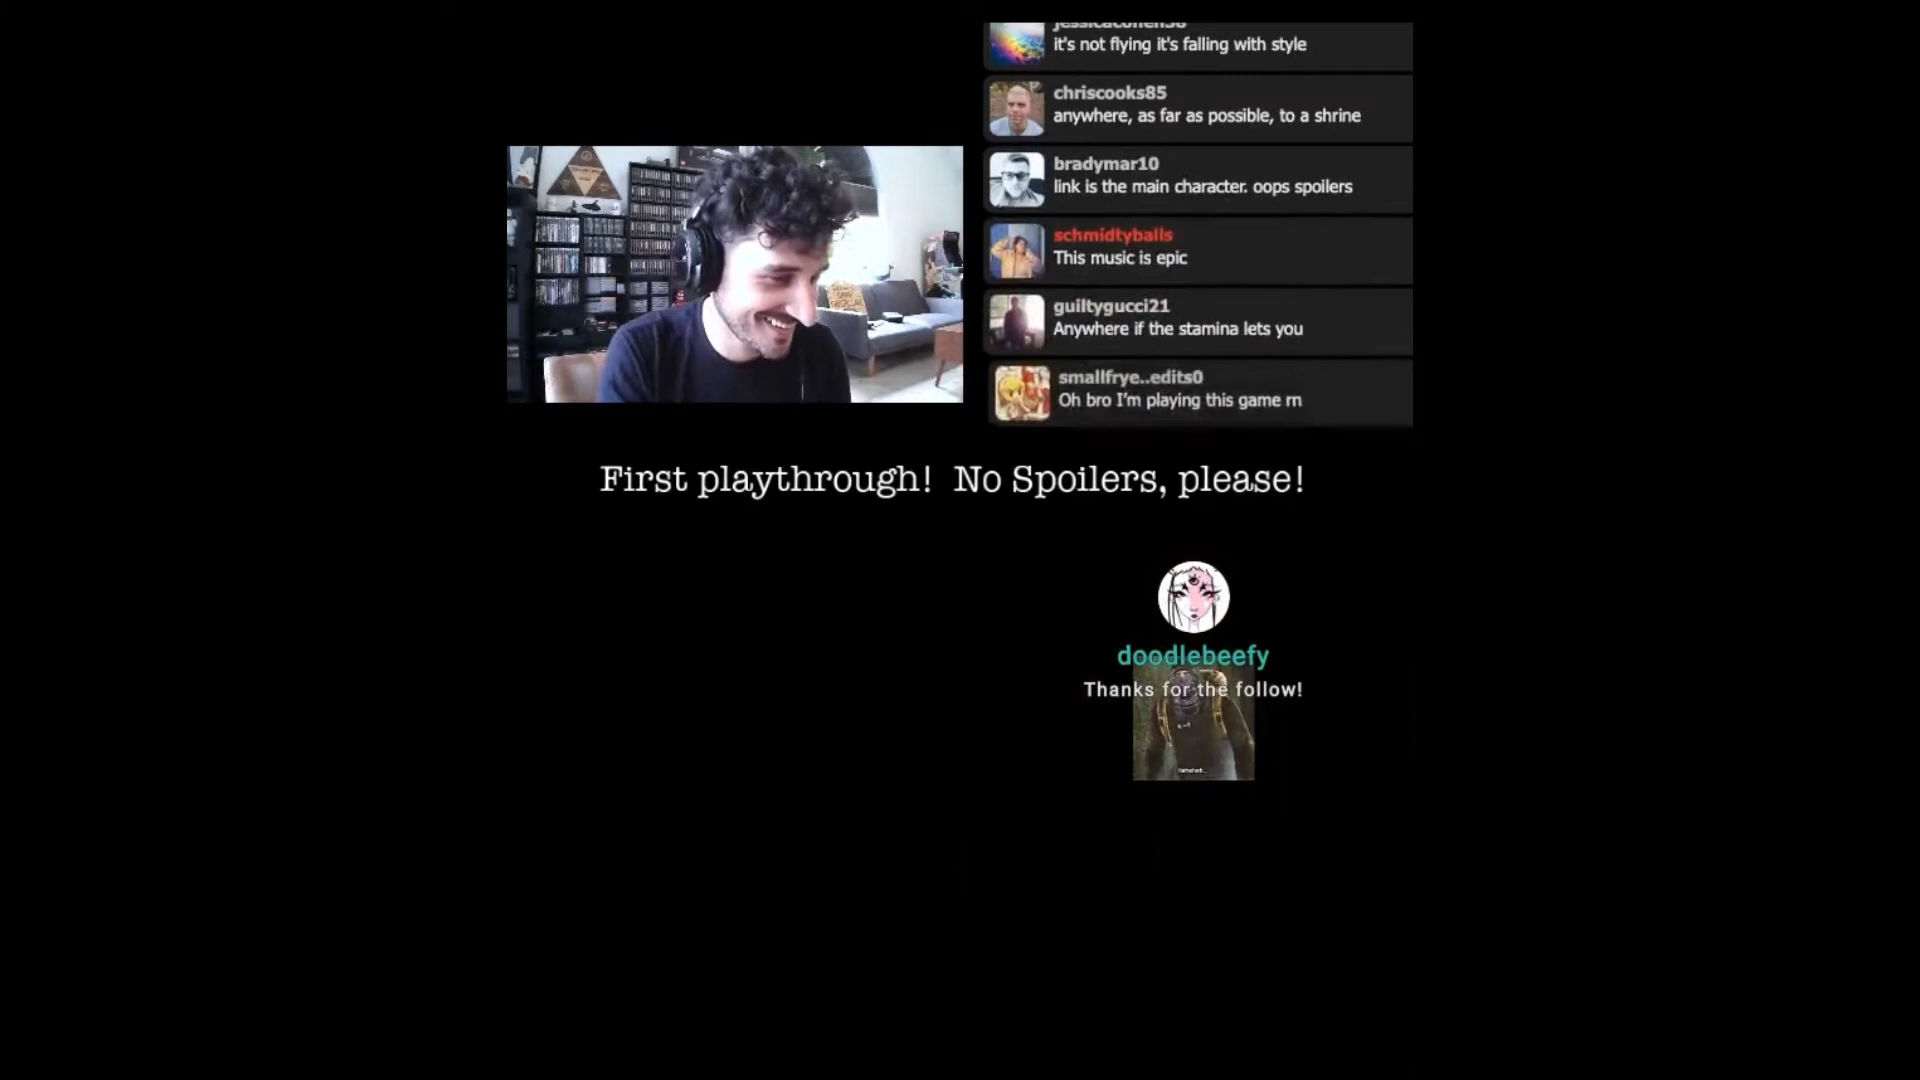 it's not flying it's falling with style
chriscooks85
anywhere, as far as possible, to a shrine
bradymar10
link is the main character. oops spoilers
schmidtyballs
This music is epic
guiltygucci21
Anywhere if the stamina lets you
smallfrye..edits0
Oh bro I'm playing this game rn
First playthrough! No Spoilers, please!
doodlebeefy
Thanks for the follow!